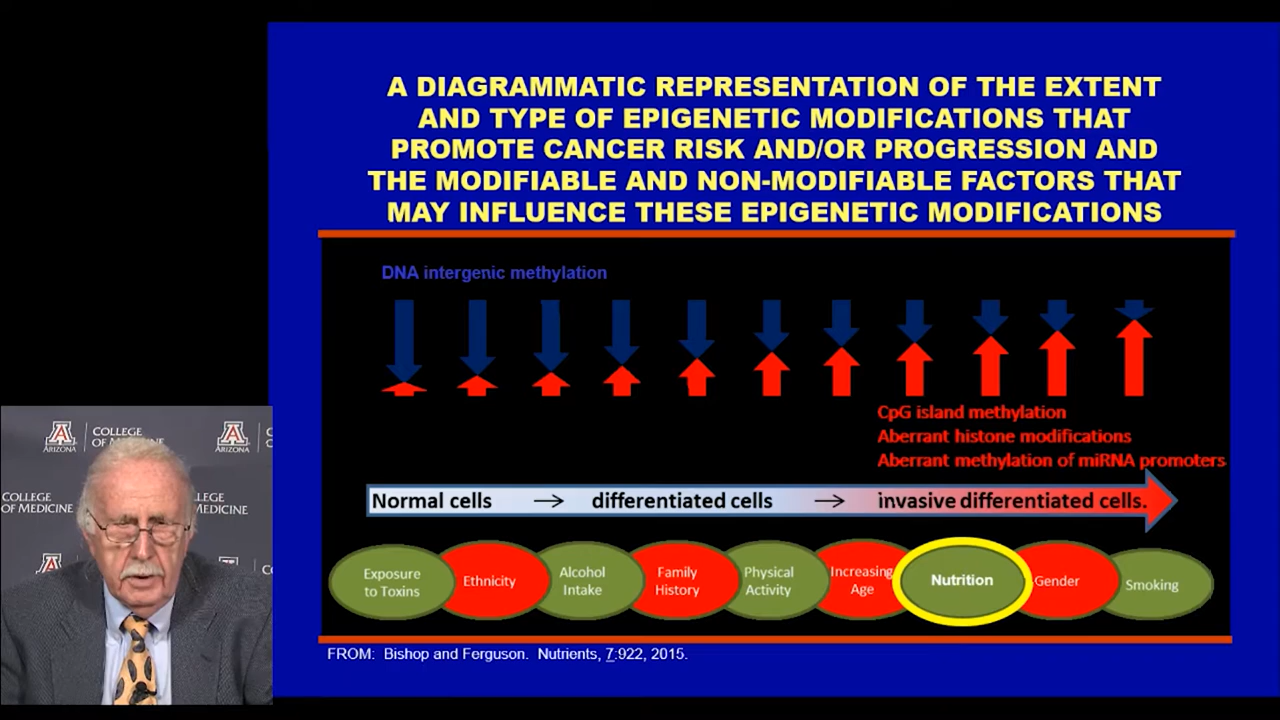 A DIAGRAMMATIC REPRESENTATION OF THE EXTENT
AND TYPE OF EPIGENETIC MODIFICATIONS THAT
PROMOTE CANCER RISK AND/OR PROGRESSION AND
THE MODIFIABLE AND NON-MODIFIABLE FACTORS THAT
MAY INFLUENCE THESE EPIGENETIC MODIFICATIONS
DNA intergenic methylation
CpG island methylation
Aberrant histone modifications
Aberrant methylation of miRNA promoters
Normal cells → differentiated cells → invasive differentiated cells.
Exposure
to Toxins
Ethnicity
Alcohol
Intake
Family
History
Physical
Activity
Increasing
Age
Nutrition
Gender
Smoking
FROM: Bishop and Ferguson. Nutrients, 7:922, 2015.
A
ARIZONA
COLLEGE
OF MEDICINE
A
ARIZONA
COLLEGE
OF MEDICINE
COLLEGE
OF MEDICINE